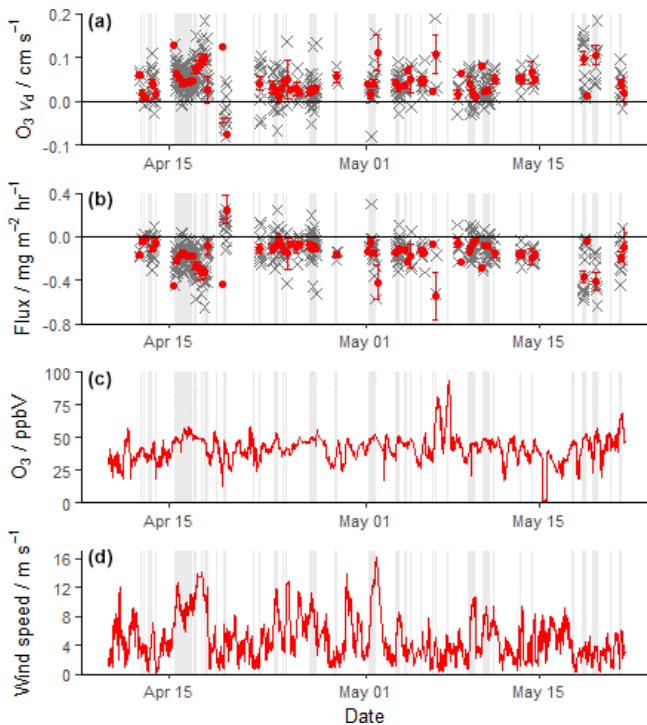 (a)
O₃ v_d / cm s⁻¹
0.2
0.1
0.0
-0.1
Apr 15
May 01
May 15
(b)
Flux / mg m⁻² hr⁻¹
0.4
0.0
-0.4
-0.8
Apr 15
May 01
May 15
(c)
O₃ / ppbV
100
75
50
25
0
Apr 15
May 01
May 15
(d)
Wind speed / m s⁻¹
16
12
8
4
0
Apr 15
May 01
May 15
Date